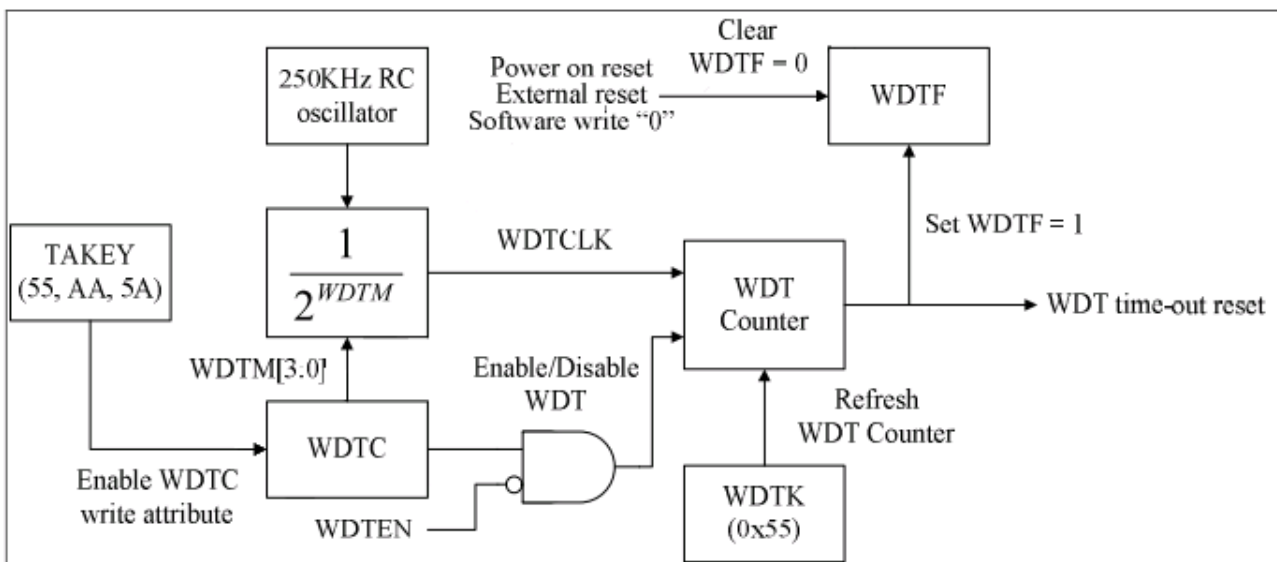 Clear
WDTF = 0
Power on reset
External reset
Software write “0”
WDTF
250KHz RC
oscillator
Set WDTF = 1
TAKEY
(55, AA, 5A)
1
2^WDTM
WDTCLK
WDT
Counter
WDT time-out reset
WDTM[3:0]
Enable/Disable
WDT
Refresh
WDT Counter
WDTC
Enable WDTC
write attribute
WDTEN
WDTK
(0x55)